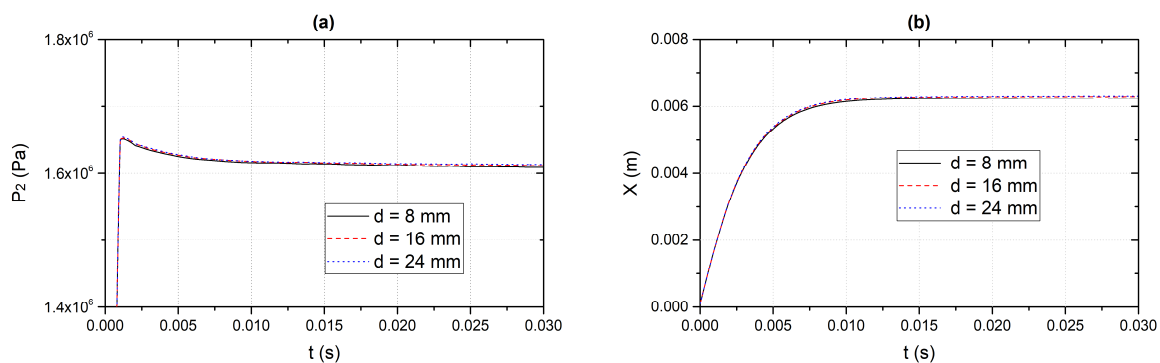 (a)
1.8x10⁶
1.6x10⁶
1.4x10⁶
P₂ (Pa)
d = 8 mm
d = 16 mm
d = 24 mm
0.000 0.005 0.010 0.015 0.020 0.025 0.030
t (s)
(b)
0.008
0.006
0.004
0.002
0.000
X (m)
d = 8 mm
d = 16 mm
d = 24 mm
0.000 0.005 0.010 0.015 0.020 0.025 0.030
t (s)